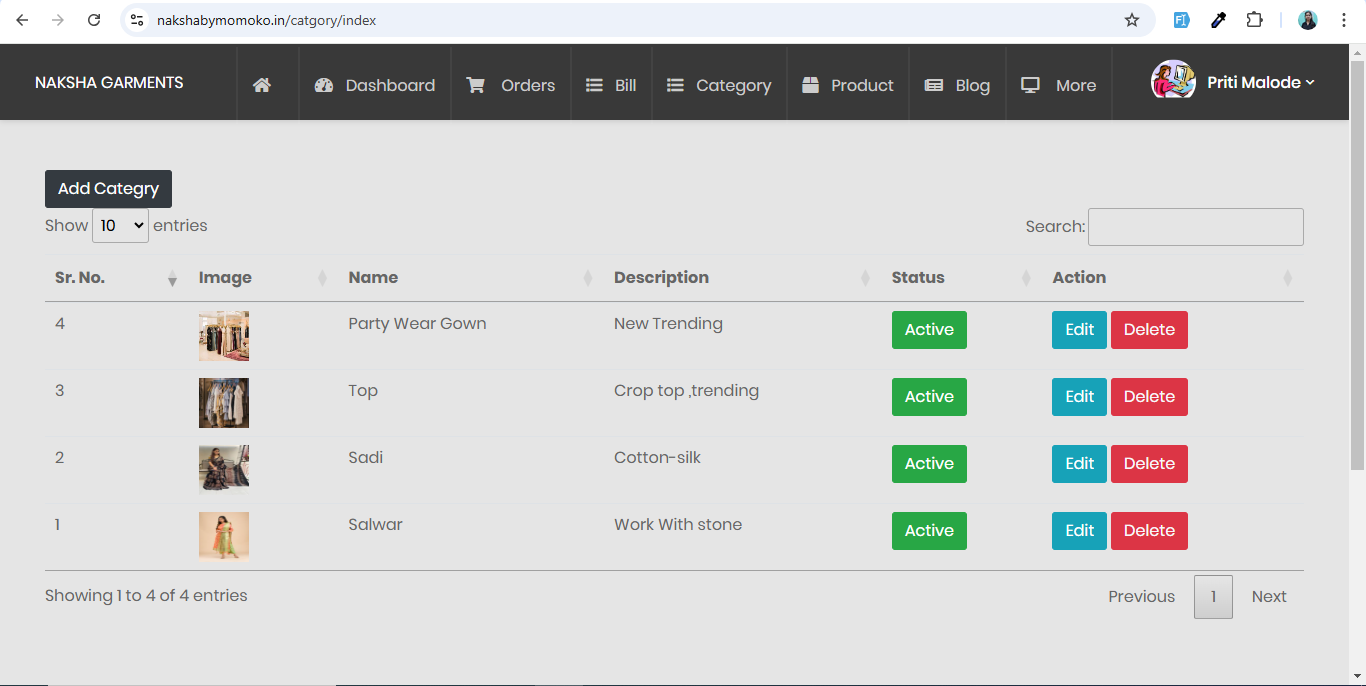 nakshabymomoko.in/catgory/index
NAKSHA GARMENTS Dashboard Orders Bill Category Product Blog More Priti Malode
Add Categry
Show 10 entries Search:
Sr. No. Image Name Description Status Action
4 Party Wear Gown New Trending Active Edit Delete
3 Top Crop top ,trending Active Edit Delete
2 Sadi Cotton-silk Active Edit Delete
1 Salwar Work With stone Active Edit Delete
Showing 1 to 4 of 4 entries Previous 1 Next